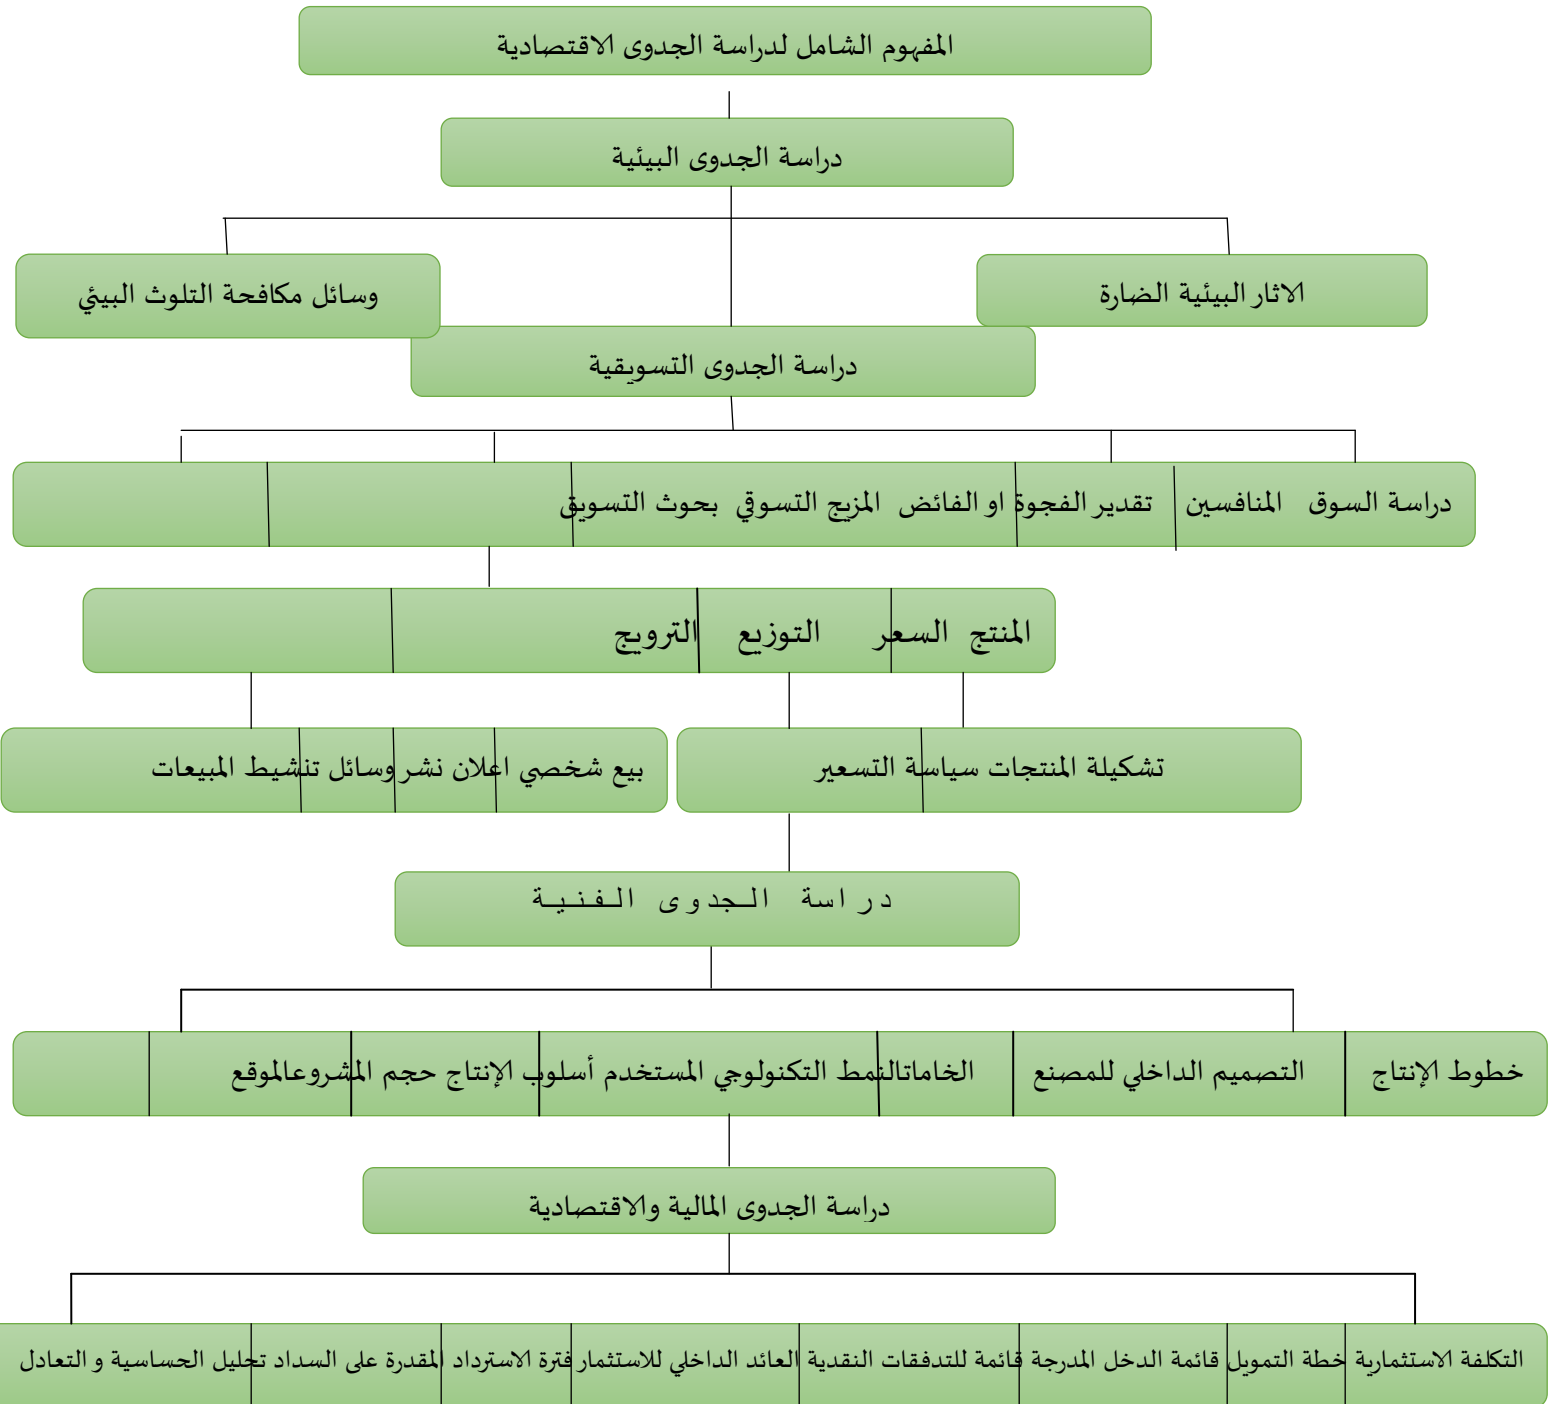 المفهوم الشامل لدراسة الجدوى الاقتصادية
دراسة الجدوى البيئية
الاثار البيئية الضارة
وسائل مكافحة التلوث البيئي
دراسة الجدوى التسويقية
دراسة السوق المنافسين تقدير الفجوة او الفائض المزيج التسوقي بحوث التسويق
المنتج السعر التوزيع الترويج
تشكيلة المنتجات سياسة التسعير
بيع شخصي اعلان نشر وسائل تنشيط المبيعات
دراسة الجدوى الفنية
خطوط الإنتاج التصميم الداخلي للمصنع الخاماتالنمط التكنولوجي المستخدم أسلوب الإنتاج حجم المشروعالموقع
دراسة الجدوى المالية والاقتصادية
التكلفة الاستثمارية خطة التمويل قائمة الدخل المدرجة قائمة للتدفقات النقدية العائد الداخلي للاستثمار فترة الاسترداد المقدرة على السداد تحليل الحساسية و التعادل